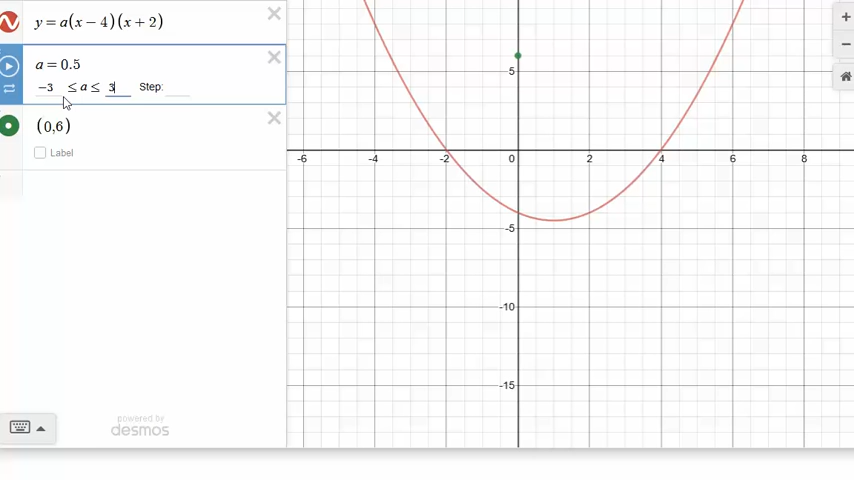 y = a(x − 4)(x + 2)
a = 0.5
−3 ≤ a ≤ 3 Step:
(0,6)
Label
powered by
desmos
5
-6 -4 -2 0 2 4 6 8
-5
-10
-15
+
−